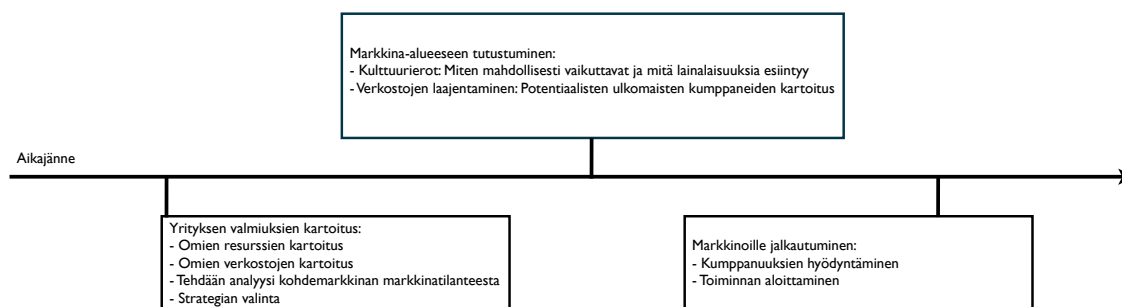 Markkina-alueeseen tutustuminen:
- Kulttuurierot: Miten mahdollisesti vaikuttavat ja mitä lainalaisuuksia esiintyy
- Verkostojen laajentaminen: Potentiaalisten ulkomaisten kumppaneiden kartoitus
Aikajänne
Yrityksen valmiuksien kartoitus:
- Omien resurssien kartoitus
- Omien verkostojen kartoitus
- Tehdään analyysi kohdemarkkinan markkinatilanteesta
- Strategian valinta
Markkinoille jalkautuminen:
- Kumppanuuksien hyödyntäminen
- Toiminnan aloittaminen